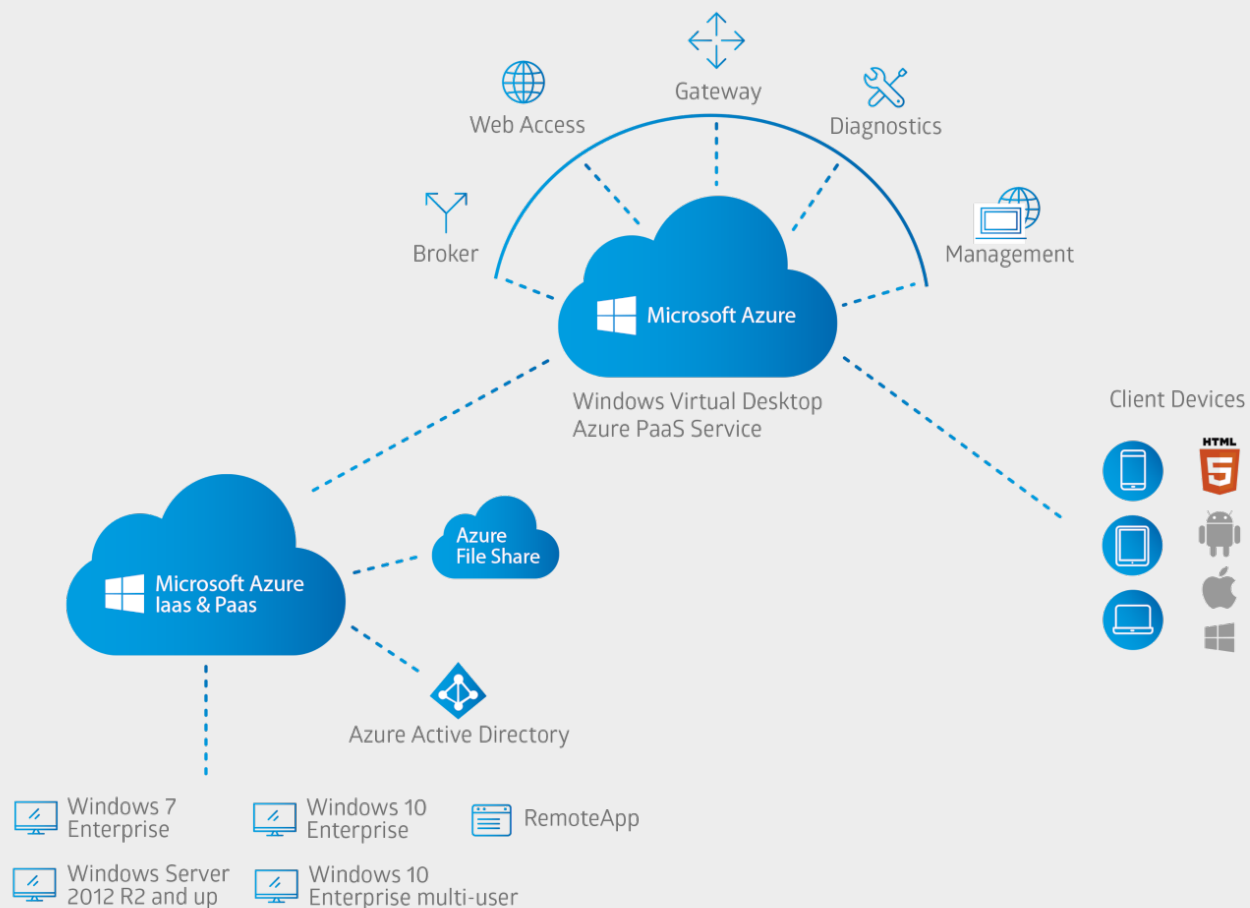 Gateway
Web Access
Diagnostics
Broker
Management
Microsoft Azure
Windows Virtual Desktop
Azure PaaS Service
Client Devices
HTML
5
Azure
File Share
Microsoft Azure
Iaas & Paas
Azure Active Directory
Windows 7
Enterprise
Windows 10
Enterprise
RemoteApp
Windows Server
2012 R2 and up
Windows 10
Enterprise multi-user